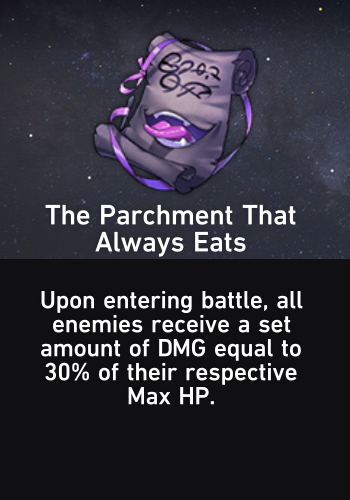 The Parchment That
Always Eats
Upon entering battle, all
enemies receive a set
amount of DMG equal to
30% of their respective
Max HP.